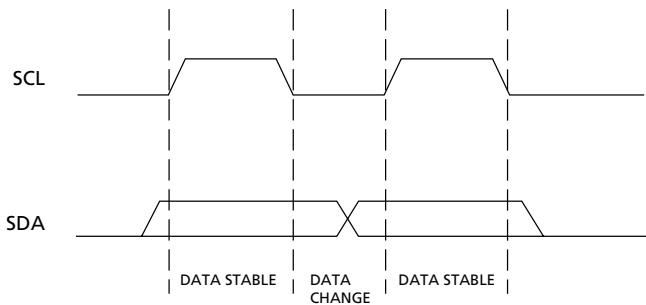 SCL
SDA
DATA STABLE
DATA
CHANGE
DATA STABLE